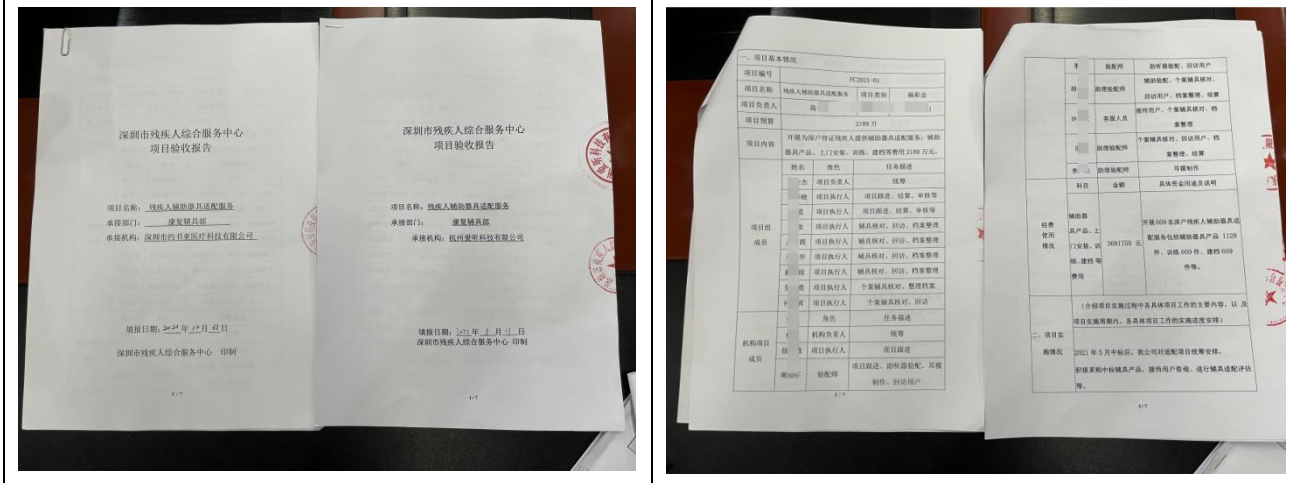 深圳市残疾人综合服务中心
项目验收报告
项目名称：残疾人辅助器具适配服务
承接部门：康复辅具部
承接机构：深圳市约书亚医疗科技有限公司
填报日期：2021年12月
日
深圳市残疾人综合服务中心 印制
1/7
深圳市残疾人综合服务中心
项目验收报告
项目名称：残疾人辅助器具适配服务
承接部门：康复辅具部
承接机构：杭州爱听科技有限公司
填报日期：
年
月
日
深圳市残疾人综合服务中心 印制
1/7
一、项目基本情况
项目编号 FC2021-01
项目名称 残疾人辅助器具适配服务 项目类别 福彩金
项目负责人 高
项目预算 2189 万
项目内容 开展为深户持证残疾人提供辅助器具适配服务：辅助
器具产品、上门安装、训练、建档等费用 2189 万元。
项目组
成员
姓名 角色 任务描述
杰 项目负责人 统筹
晓 项目执行人 项目跟进、结算、审核等
项目执行人 项目跟进、结算、审核等
项目执行人 辅具核对、回访、档案整理
项目执行人 辅具核对、回访、档案整理
华 项目执行人 辅具核对、回访、档案整理
项目执行人 辅具核对、回访、档案整理
项目执行人 个案辅具核对、整理档案
项目执行人 个案辅具核对、回访
机构项目
成员
角色 任务描述
机构负责人 统筹
项目执行人 项目跟进
谢 验配师 项目跟进、助听器验配、耳模
制作、回访用户
2/7
李 验配师 助听器验配、回访用户
胡 助理验配师 辅助验配、个案辅具核对、
回访用户、档案整理、结算
许 客服人员 接待用户、个案辅具核对、档
案整理
助理验配师 个案辅具核对、回访用户、档
案整理、结算
李 助理验配师 耳模制作
经费
使用
情况
科目 金额 具体资金用途及说明
辅助器
具产品、上
门安装、训
练、建档等
费用
3681750 元
开展 609 名深户残疾人辅助器具适
配服务包括辅助器具产品 1128
件、训练 609 件、建档 609
件等。
二、项目实
施情况
（介绍项目实施过程中各具体项目工作的主要内容、以 及
项目实施周期内，各具体项目工作的实施进度安排）
2021 年 5 月中标后，我公司对适配项目统筹安排，
积极采购中标辅具产品，接待用户咨询，进行辅具适配评估
等。
3/7